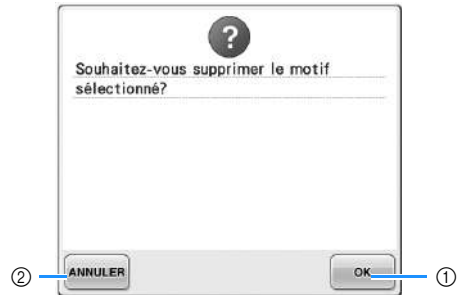 ?
Souhaitez-vous supprimer le motif
sélectionné?
② ANNULER OK ①